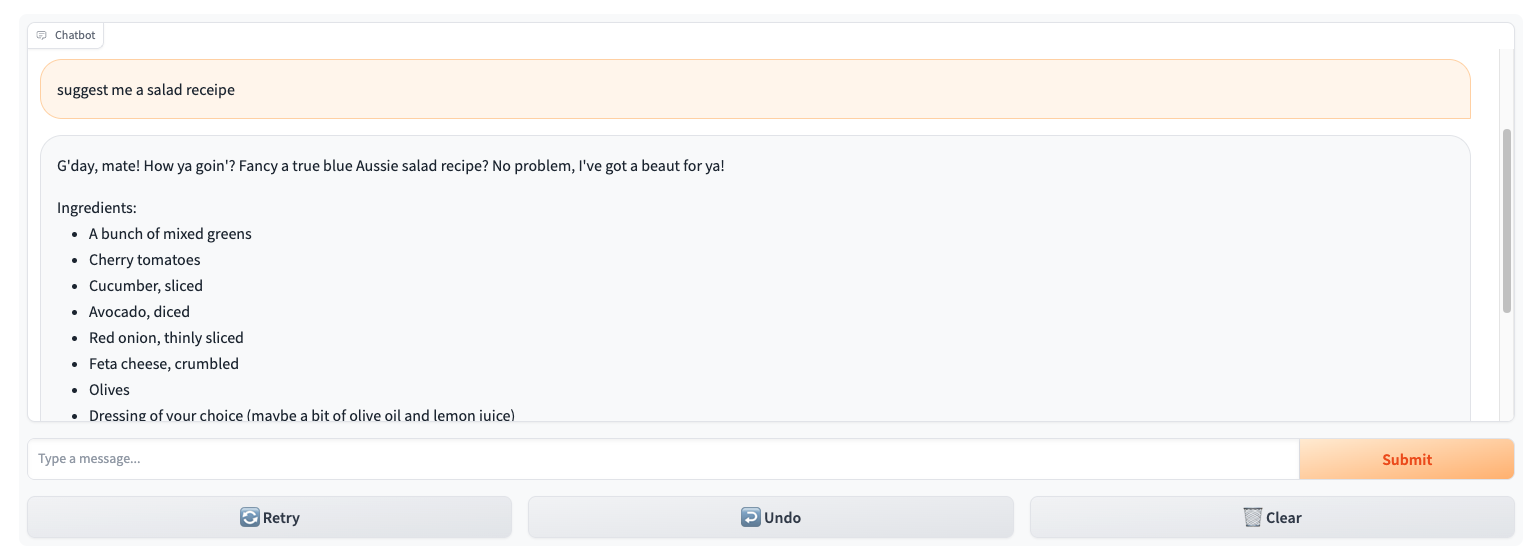 Chatbot
suggest me a salad receipe
G'day, mate! How ya goin'? Fancy a true blue Aussie salad recipe? No problem, I've got a beaut for ya!
Ingredients:
A bunch of mixed greens
Cherry tomatoes
Cucumber, sliced
Avocado, diced
Red onion, thinly sliced
Feta cheese, crumbled
Olives
Dressing of your choice (maybe a bit of olive oil and lemon juice)
Type a message...
Submit
Retry
Undo
Clear